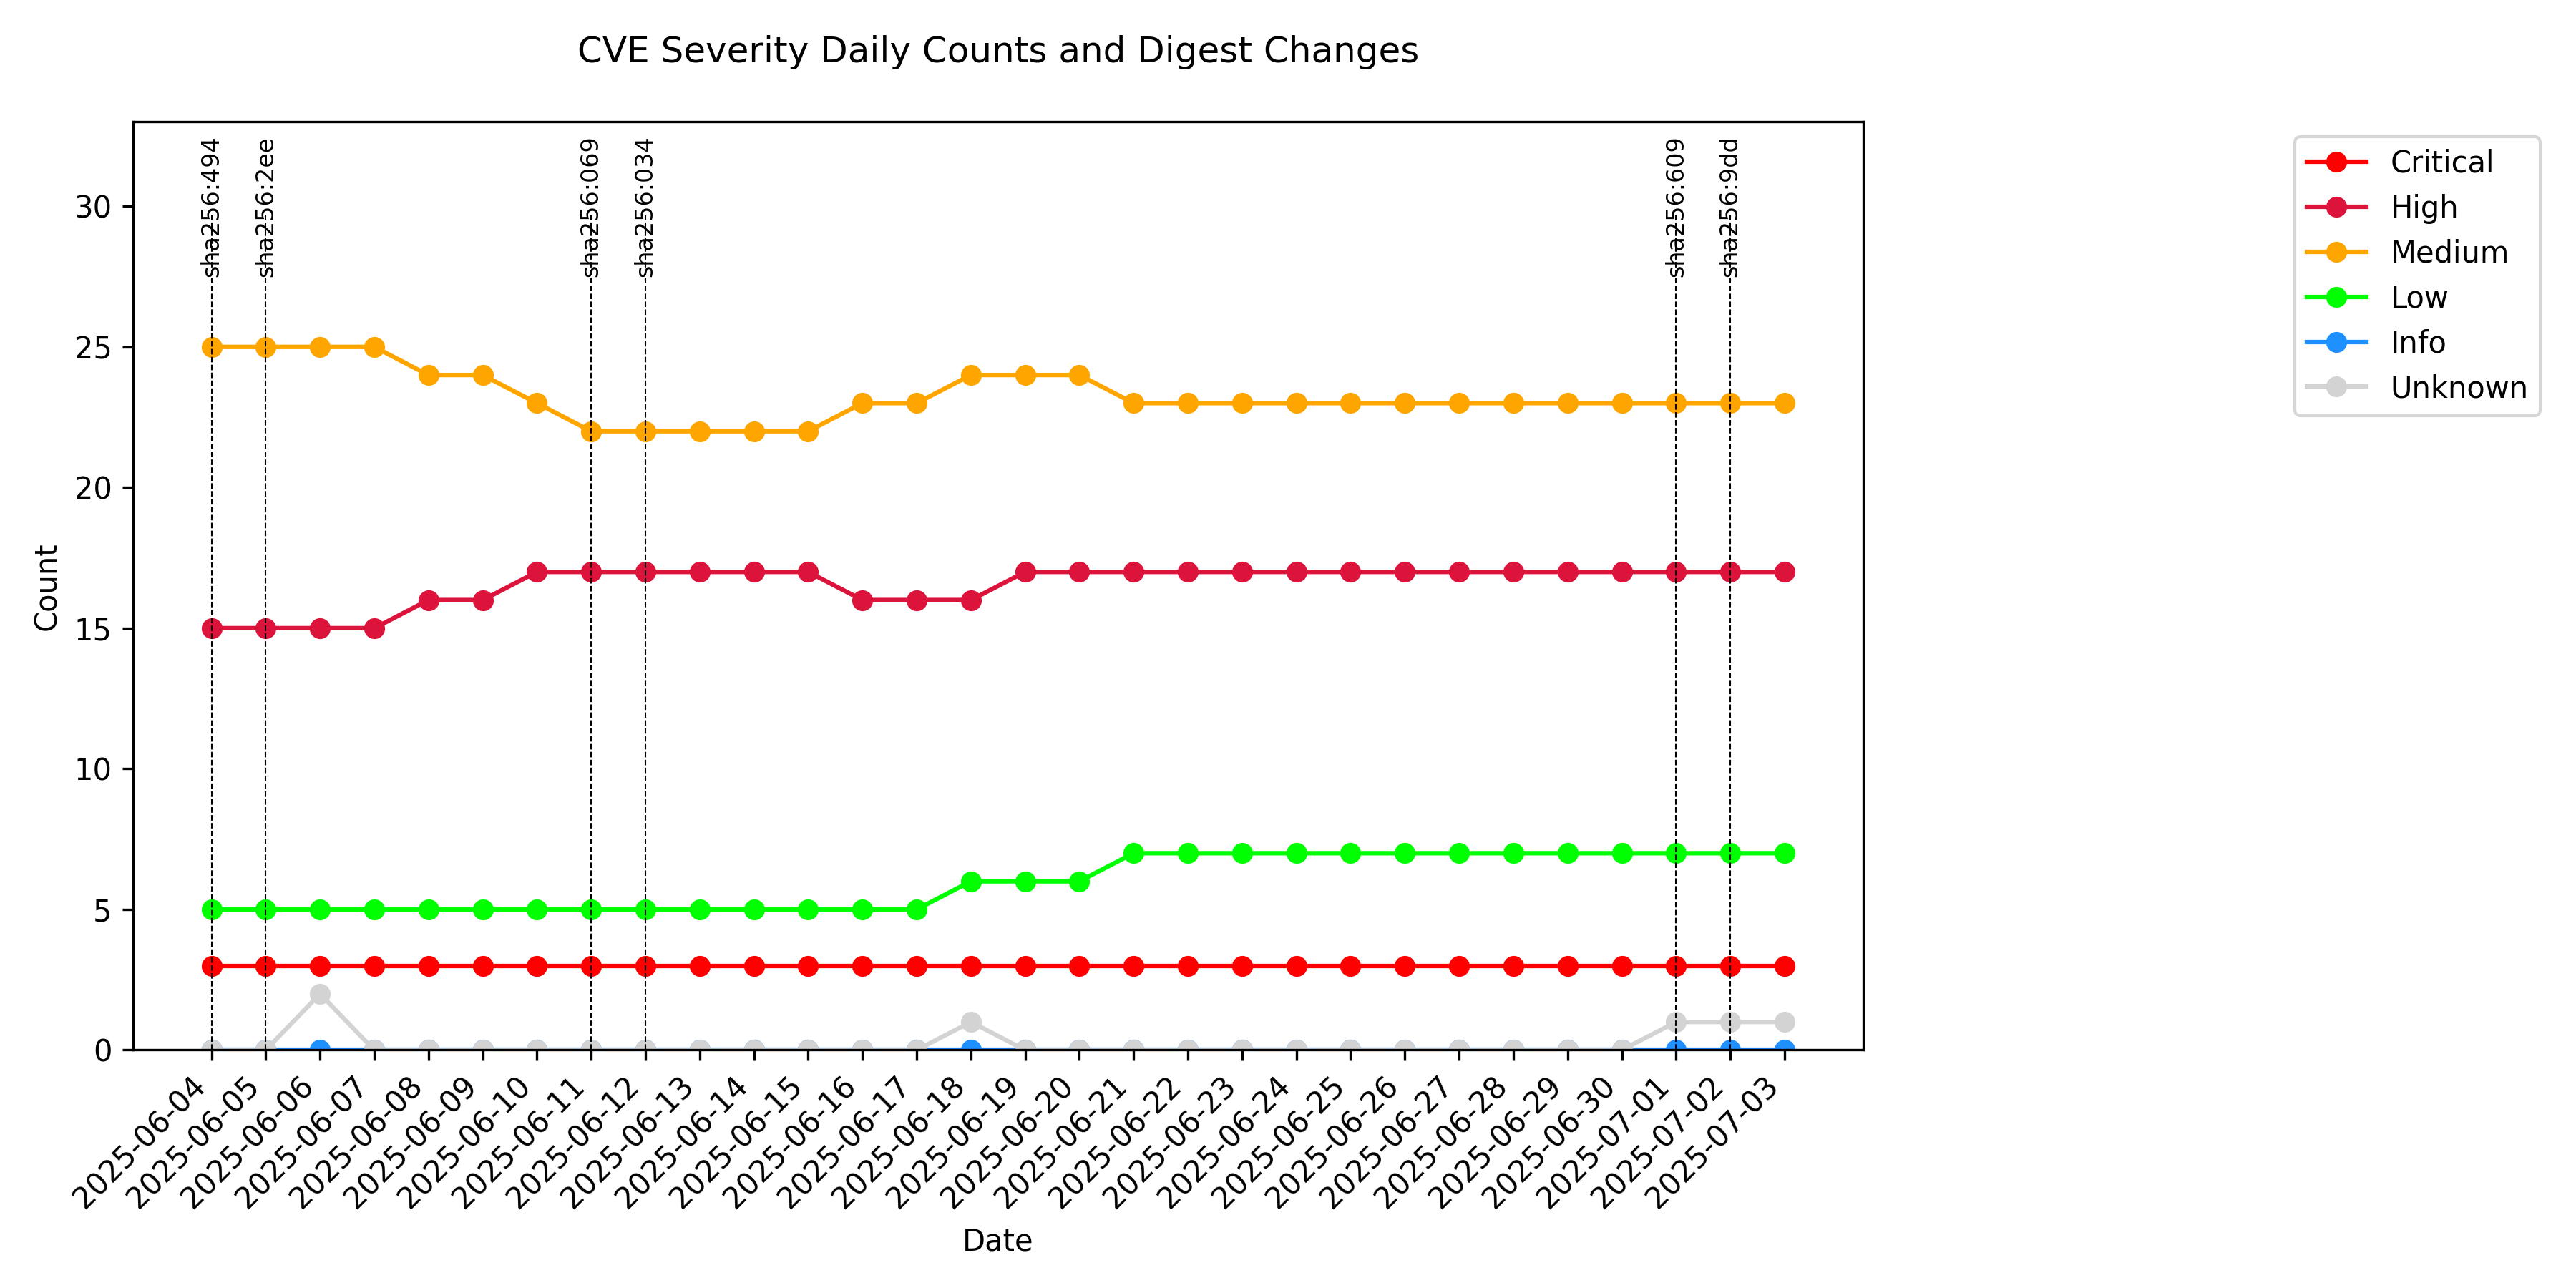 CVE Severity Daily Counts and Digest Changes
sha256:494
sha256:2ee
sha256:069
sha256:034
sha256:609
sha256:9dd
Critical
High
Medium
Low
Info
Unknown
Count
30
25
20
15
10
5
0
2025-06-04
2025-06-05
2025-06-06
2025-06-07
2025-06-08
2025-06-09
2025-06-10
2025-06-11
2025-06-12
2025-06-13
2025-06-14
2025-06-15
2025-06-16
2025-06-17
2025-06-18
2025-06-19
2025-06-20
2025-06-21
2025-06-22
2025-06-23
2025-06-24
2025-06-25
2025-06-26
2025-06-27
2025-06-28
2025-06-29
2025-06-30
2025-07-01
2025-07-02
2025-07-03
Date